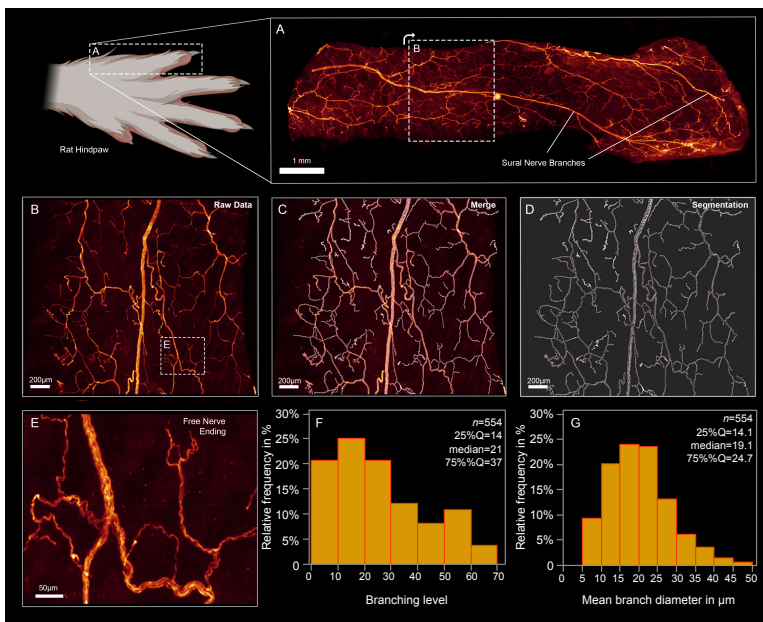 A
Rat Hindpaw
A
B
Sural Nerve Branches
1 mm
B
Raw Data
E
200µm
C
Merge
200µm
D
Segmentation
200µm
E
Free Nerve
Ending
50µm
F
n=554
25%Q=14
median=21
75%%Q=37
Relative frequency in %
30%
25%
20%
15%
10%
5%
0
0 10 20 30 40 50 60 70
Branching level
G
n=554
25%Q=14.1
median=19.1
75%%Q=24.7
Relative frequency in %
30%
25%
20%
15%
10%
5%
0
0 5 10 15 20 25 30 35 40 45 50
Mean branch diameter in µm